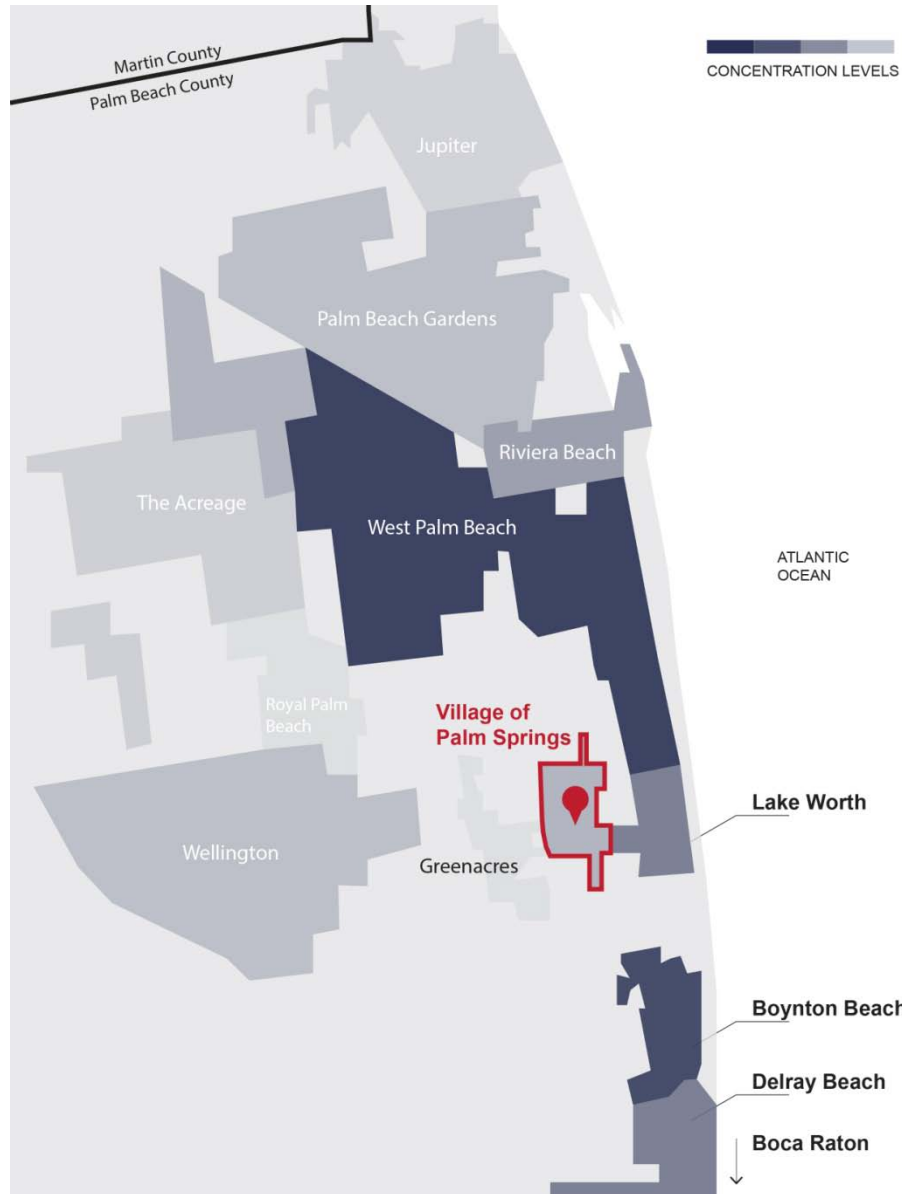 Martin County
Palm Beach County
CONCENTRATION LEVELS
Jupiter
Palm Beach Gardens
Riviera Beach
The Acreage
West Palm Beach
ATLANTIC
OCEAN
Royal Palm
Beach
Village of
Palm Springs
Lake Worth
Wellington
Greenacres
Boynton Beach
Delray Beach
Boca Raton